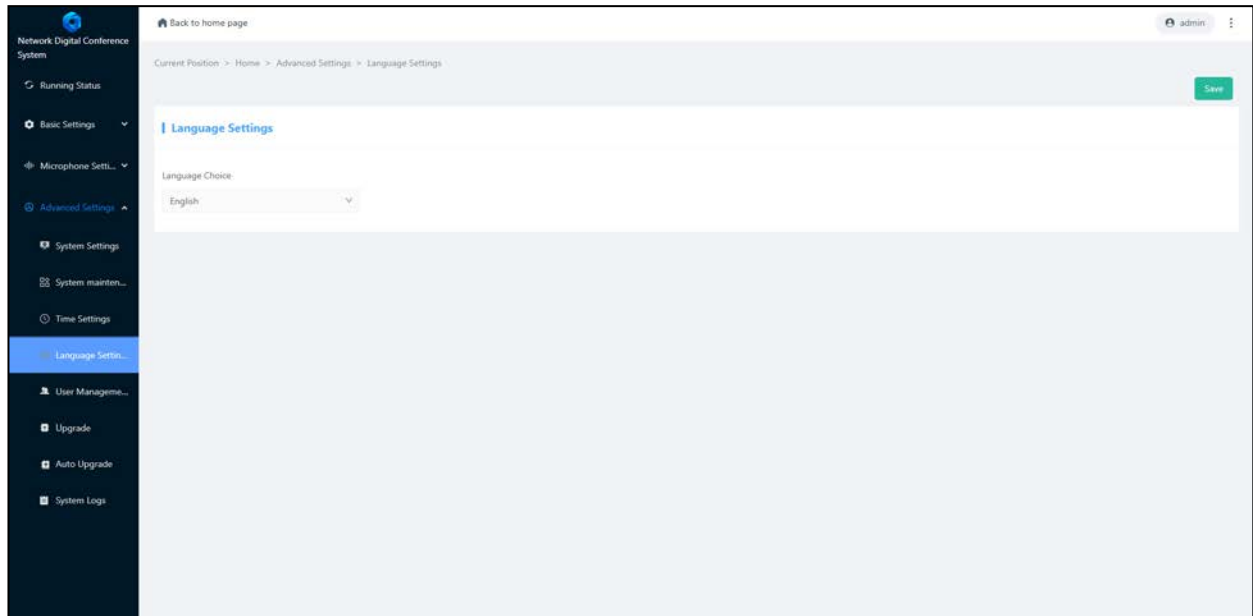 Network Digital Conference
System
Back to home page
admin
Current Position > Home > Advanced Settings > Language Settings
Running Status
Save
Basic Settings
Language Settings
Microphone Setti...
Language Choice
English
Advanced Settings
System Settings
System mainten...
Time Settings
Language Settin...
User Manageme...
Upgrade
Auto Upgrade
System Logs